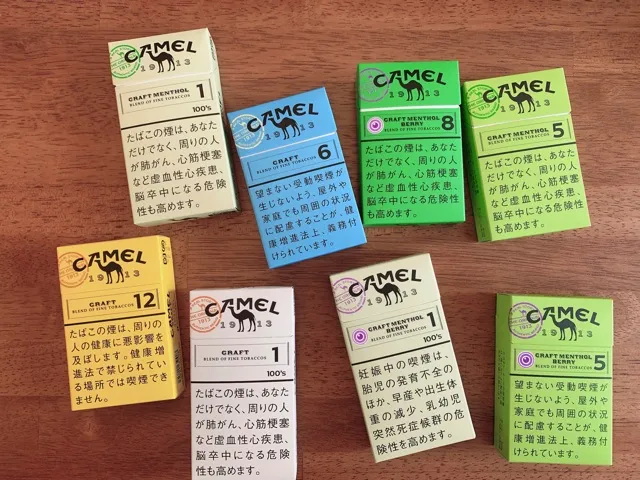 CAMEL
1913
CRAFT MENTHOL
BLEND OF FINE TOBACCOS
1
100's
たばこの煙は、あなた
だけでなく、周りの人
が肺がん、心筋梗塞
など虚血性心疾患、
脳卒中になる危険
性も高めます。
CAMEL
1913
CRAFT
BLEND OF FINE TOBACCOS
6
望まない受動喫煙が
生じないよう、屋外や
家庭でも周囲の状況
に配慮することが、健
康増進法上、義務付
けられています。
CAMEL
1913
CRAFT MENTHOL
BERRY
BLEND OF FINE TOBACCOS
8
たばこの煙は、あなた
だけでなく、周りの人
が肺がん、心筋梗塞
など虚血性心疾患、
脳卒中になる危険
性も高めます。
CAMEL
1913
CRAFT MENTHOL
BLEND OF FINE TOBACCOS
5
たばこの煙は、あなた
だけでなく、周りの人
が肺がん、心筋梗塞
など虚血性心疾患、
脳卒中になる危険
性も高めます。
CAMEL
1913
CRAFT
BLEND OF FINE TOBACCOS
12
たばこの煙は、周りの
人の健康に悪影響を
及ぼします。健康増
進法で禁じられてい
る場所では喫煙でき
ません。
CAMEL
1913
CRAFT
BLEND OF FINE TOBACCOS
1
100's
たばこの煙は、あなた
だけでなく、周りの人
が肺がん、心筋梗塞
など虚血性心疾患、
脳卒中になる危険
性も高めます。
CAMEL
1913
CRAFT MENTHOL
BERRY
BLEND OF FINE TOBACCOS
1
100's
妊娠中の喫煙は、
胎児の発育不全の
ほか、早産や出生体
重の減少、乳幼児
突然死症候群の危
険性を高めます。
CAMEL
1913
CRAFT MENTHOL
BERRY
BLEND OF FINE TOBACCOS
5
望まない受動喫煙が
生じないよう、屋外や
家庭でも周囲の状況
に配慮することが、健
康増進法上、義務付
けられています。